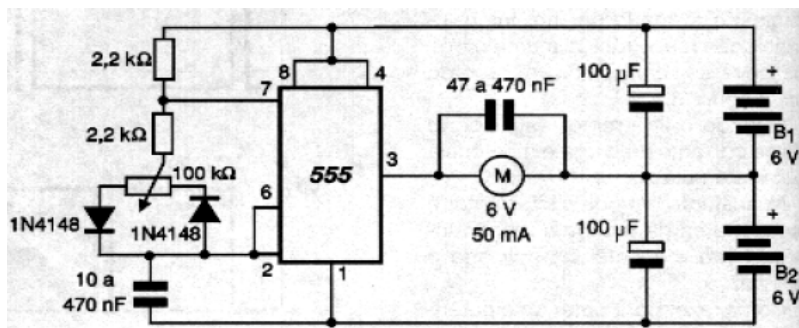 2,2 kΩ
8
4
7
47 a 470 nF
100 µF
+
B1
6 V
2,2 kΩ
555
3
100 kΩ
6
M
6 V
50 mA
1N4148
1N4148
100 µF
+
B2
6 V
2
1
10 a
470 nF